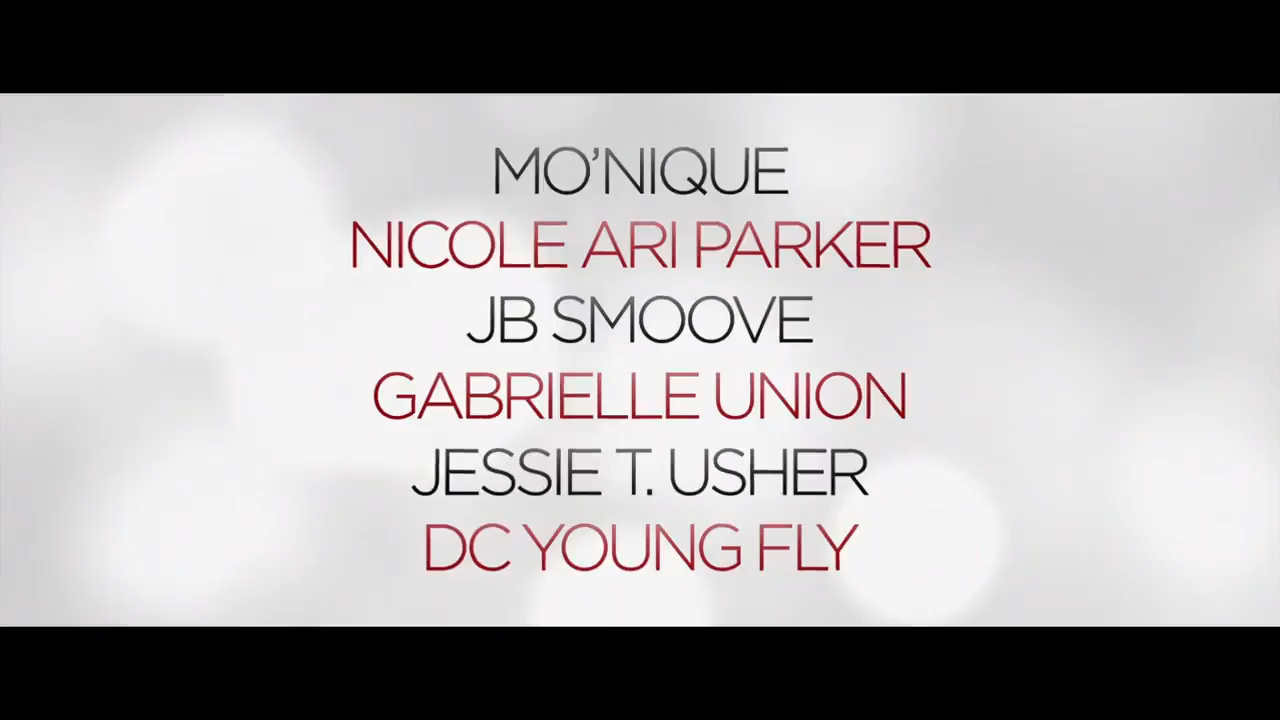 MO'NIQUE
NICOLE ARI PARKER
JB SMOOVE
GABRIELLE UNION
JESSIE T. USHER
DC YOUNG FLY